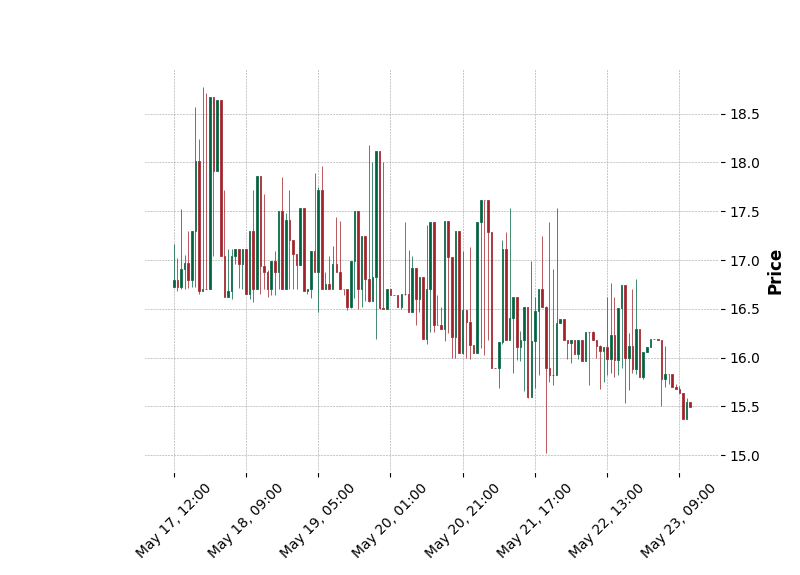 18.5
18.0
17.5
17.0
16.5
16.0
15.5
15.0
Price
May 17, 12:00
May 18, 09:00
May 19, 05:00
May 20, 01:00
May 20, 21:00
May 21, 17:00
May 22, 13:00
May 23, 09:00